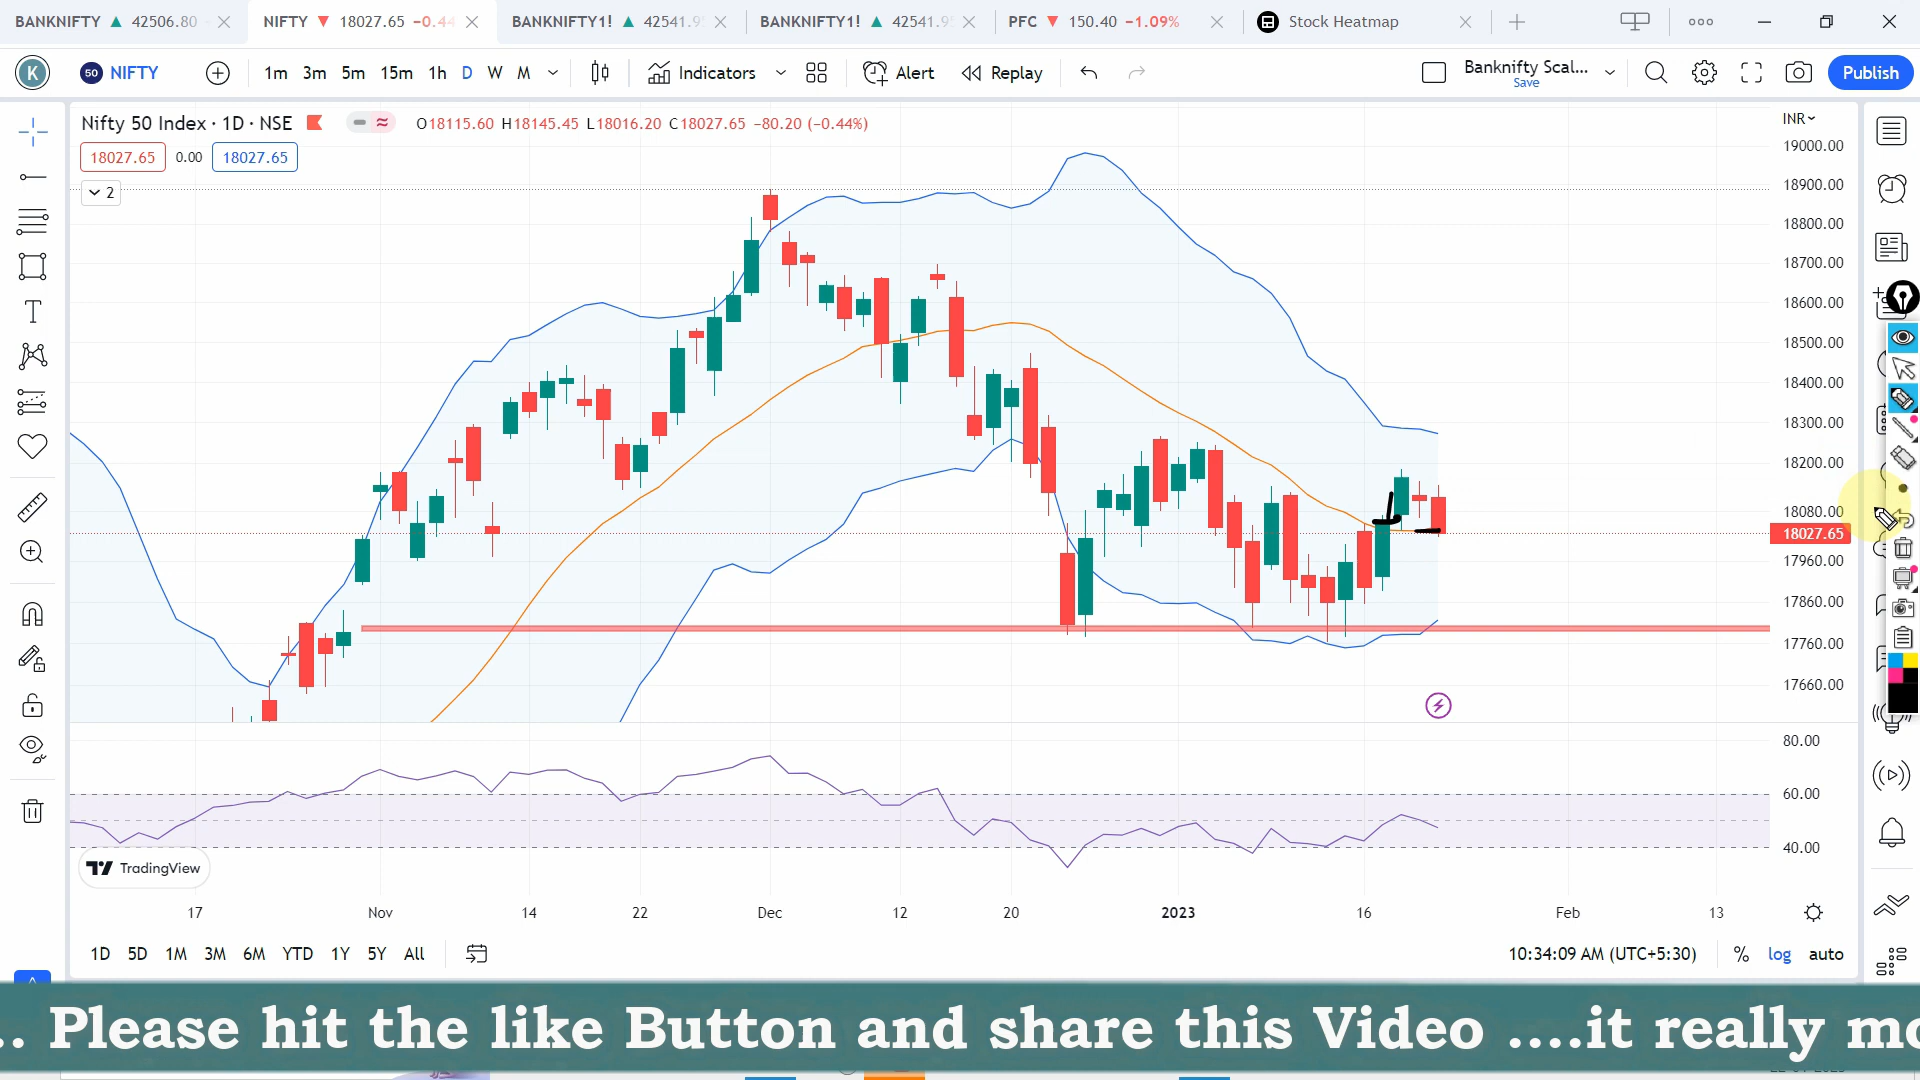 BANKNIFTY ▲ 42506.80
NIFTY ▼ 18027.65 −0.44
BANKNIFTY1! ▲ 42541.9
BANKNIFTY1! ▲ 42541.95
PFC ▼ 150.40 −1.09%
Stock Heatmap
K
50 NIFTY
1m 3m 5m 15m 1h D W M
Indicators
Alert
Replay
Banknifty Scal...
Save
Publish
Nifty 50 Index · 1D · NSE
O18115.60 H18145.45 L18016.20 C18027.65 −80.20 (−0.44%)
INR
18027.65 0.00 18027.65
2
19000.00
18900.00
18800.00
18700.00
18600.00
18500.00
18400.00
18300.00
18200.00
18080.00
18027.65
17960.00
17860.00
17760.00
17660.00
80.00
60.00
40.00
TradingView
17 Nov 14 22 Dec 12 20 2023 16 Feb 13
1D 5D 1M 3M 6M YTD 1Y 5Y All
10:34:09 AM (UTC+5:30) % log auto
.. Please hit the like Button and share this Video ....it really mo